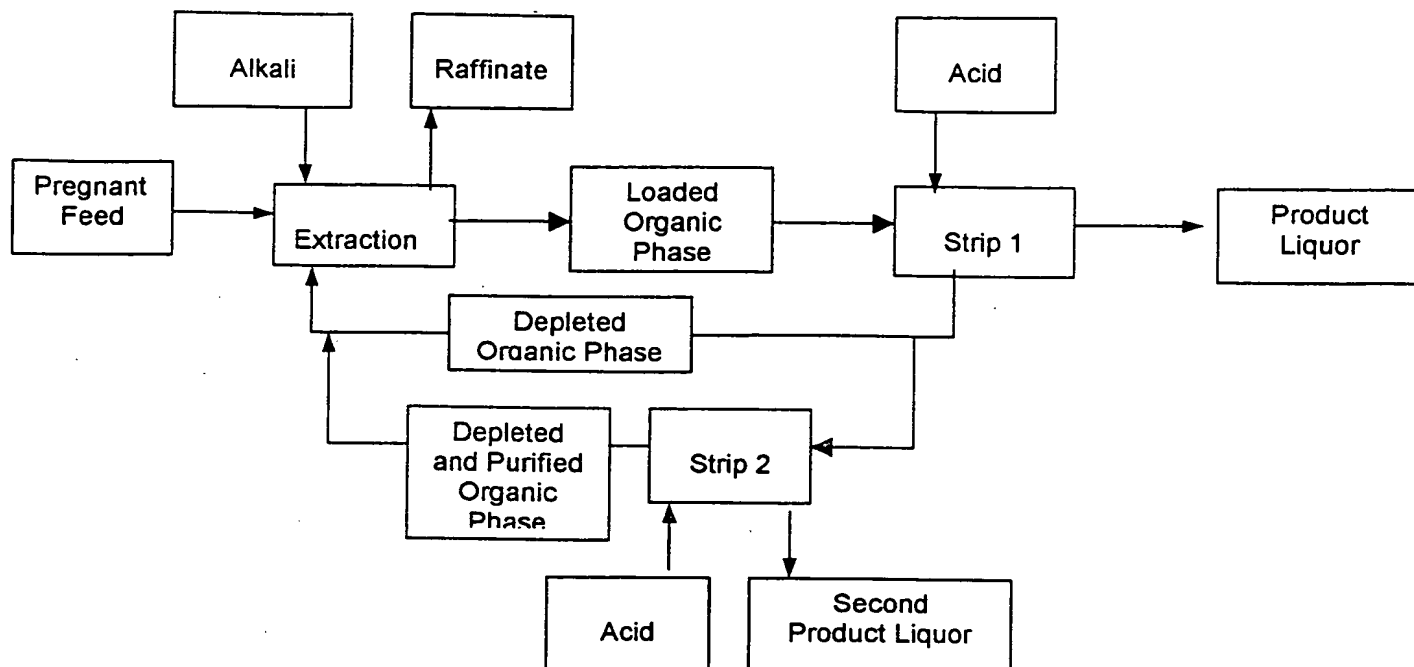 Alkali
Raffinate
Acid
Pregnant
Feed
Extraction
Loaded
Organic
Phase
Strip 1
Product
Liquor
Depleted
Organic Phase
Depleted
and Purified
Organic
Phase
Strip 2
Acid
Second
Product Liquor